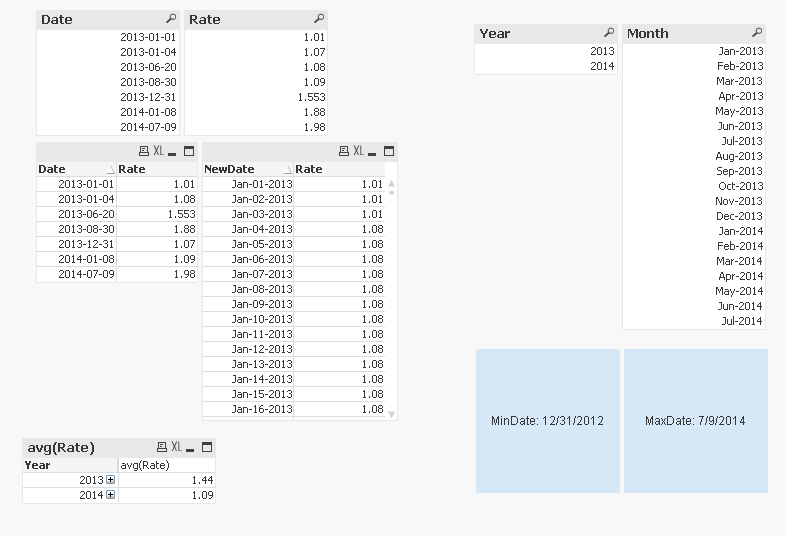 Date
Rate
2013-01-01
2013-01-04
2013-06-20
2013-08-30
2013-12-31
2014-01-08
2014-07-09
1.01
1.07
1.08
1.09
1.553
1.88
1.98
Year
2013
2014
Month
Jan-2013
Feb-2013
Mar-2013
Apr-2013
May-2013
Jun-2013
Jul-2013
Aug-2013
Sep-2013
Oct-2013
Nov-2013
Dec-2013
Jan-2014
Feb-2014
Mar-2014
Apr-2014
May-2014
Jun-2014
Jul-2014
XL
Date Rate
2013-01-01 1.01
2013-01-04 1.08
2013-06-20 1.553
2013-08-30 1.88
2013-12-31 1.07
2014-01-08 1.09
2014-07-09 1.98
XL
NewDate Rate
Jan-01-2013 1.01
Jan-02-2013 1.01
Jan-03-2013 1.01
Jan-04-2013 1.08
Jan-05-2013 1.08
Jan-06-2013 1.08
Jan-07-2013 1.08
Jan-08-2013 1.08
Jan-09-2013 1.08
Jan-10-2013 1.08
Jan-11-2013 1.08
Jan-12-2013 1.08
Jan-13-2013 1.08
Jan-14-2013 1.08
Jan-15-2013 1.08
Jan-16-2013 1.08
MinDate: 12/31/2012
MaxDate: 7/9/2014
avg(Rate) XL
Year avg(Rate)
2013 1.44
2014 1.09